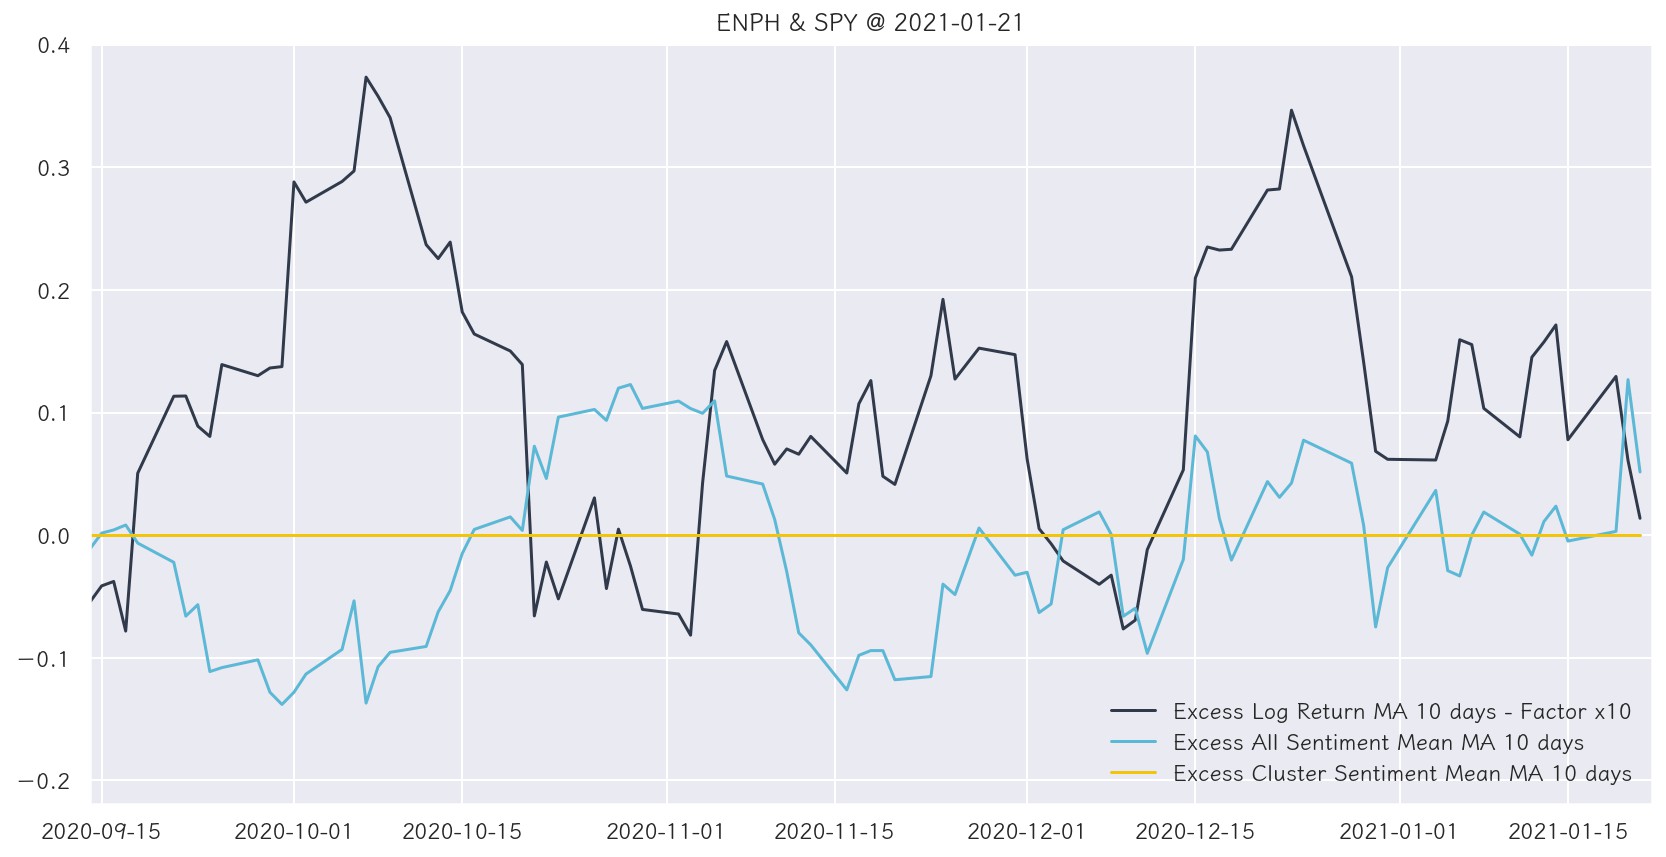 ENPH & SPY @ 2021-01-21
0.4
0.3
0.2
0.1
0.0
−0.1
−0.2
Excess Log Return MA 10 days - Factor x10
Excess All Sentiment Mean MA 10 days
Excess Cluster Sentiment Mean MA 10 days
2020-09-15 2020-10-01 2020-10-15 2020-11-01 2020-11-15 2020-12-01 2020-12-15 2021-01-01 2021-01-15